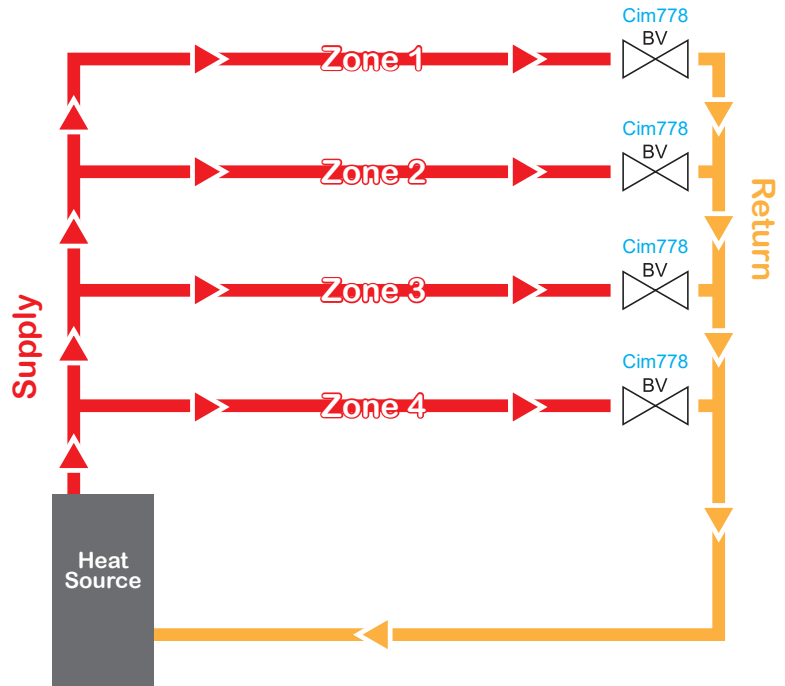 Cim778
BV
Zone 1
Cim778
BV
Zone 2
Return
Cim778
BV
Zone 3
Supply
Cim778
BV
Zone 4
Heat
Source